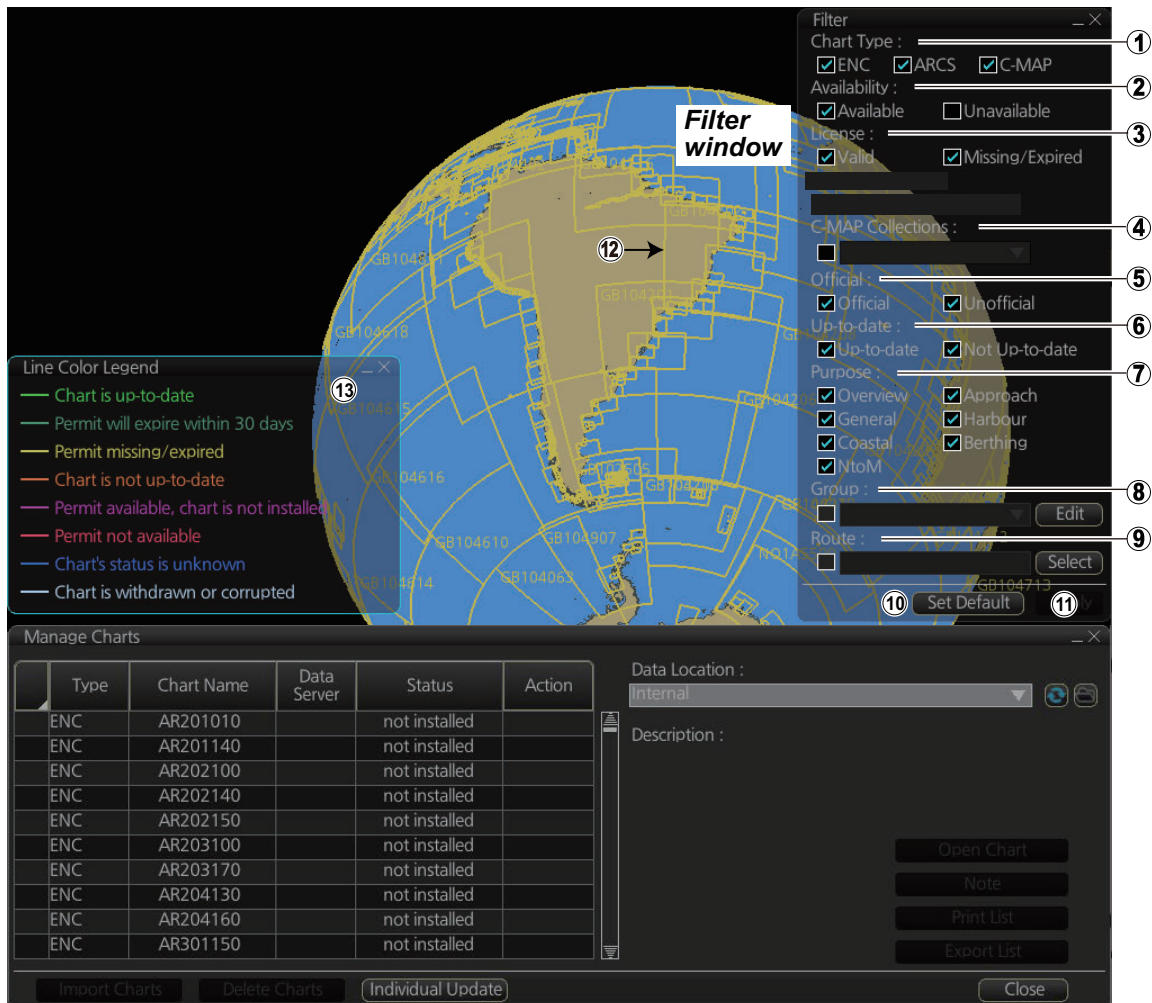 Filter
Chart Type :
1
ENC ARCS C-MAP
Availability :
2
Available Unavailable
License :
3
Valid Missing/Expired
C-MAP Collections :
4
Official :
5
Official Unofficial
Up-to-date :
6
Up-to-date Not Up-to-date
Purpose :
7
Overview Approach
General Harbour
Coastal Berthing
NtoM
Group :
8
Edit
Route :
9
Select
10 Set Default 11
Filter
window
12
GB104618
GB104616
GB104610
GB104907
GB104614
GB104063
GB104713
Line Color Legend
13
Chart is up-to-date
Permit will expire within 30 days
Permit missing/expired
Chart is not up-to-date
Permit available, chart is not installed
Permit not available
Chart's status is unknown
Chart is withdrawn or corrupted
Manage Charts
Type Chart Name Data Server Status Action
ENC AR201010 not installed
ENC AR201140 not installed
ENC AR202100 not installed
ENC AR202140 not installed
ENC AR202150 not installed
ENC AR203100 not installed
ENC AR203170 not installed
ENC AR204130 not installed
ENC AR204160 not installed
ENC AR301150 not installed
Data Location :
Internal
Description :
Open Chart
Note
Print List
Export List
Import Charts Delete Charts Individual Update Close